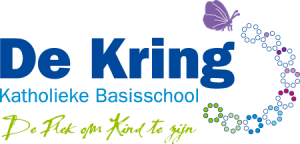 De Kring
Katholieke Basisschool
De Plek om Kind te zijn